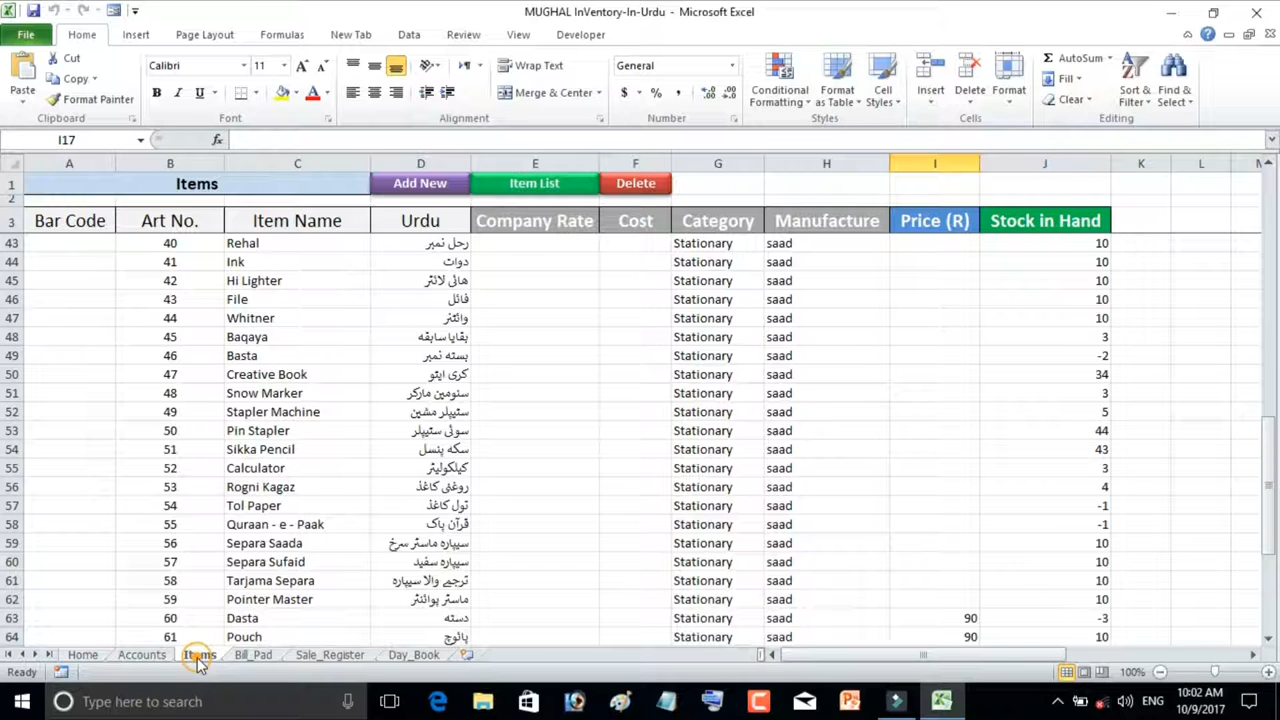 MUGHAL InVentory-In-Urdu - Microsoft Excel
File Home Insert Page Layout Formulas New Tab Data Review View Developer
Cut
Copy
Format Painter
Paste
Calibri 11
B I U
Wrap Text
Merge & Center
General
$ % ,
Conditional Formatting
Format as Table
Cell Styles
Insert Delete Format
AutoSum
Fill
Clear
Sort & Filter
Find & Select
Clipboard Font Alignment Number Styles Cells Editing
I17 fx
A B C D E F G H I J K L M
1 Items Add New Item List Delete
2
3 Bar Code Art No. Item Name Urdu Company Rate Cost Category Manufacture Price (R) Stock in Hand
43 40 Rehal رحل نمبر Stationary saad 10
44 41 Ink دوات Stationary saad 10
45 42 Hi Lighter هائی لائٹر Stationary saad 10
46 43 File فائل Stationary saad 10
47 44 Whitner وائٹنر Stationary saad 10
48 45 Baqaya بقایا سابقه Stationary saad 3
49 46 Basta بسته نمبر Stationary saad -2
50 47 Creative Book کری ایٹو Stationary saad 34
51 48 Snow Marker سنومین مارکر Stationary saad 3
52 49 Stapler Machine سٹیپلر مشین Stationary saad 5
53 50 Pin Stapler سوئی سٹیپلر Stationary saad 44
54 51 Sikka Pencil سکه پنسل Stationary saad 43
55 52 Calculator کیلکولیٹر Stationary saad 3
56 53 Rogni Kagaz روغنی کاغذ Stationary saad 4
57 54 Tol Paper ٹول کاغذ Stationary saad -1
58 55 Quraan - e - Paak قرآن پاک Stationary saad -1
59 56 Separa Saada سیپاره ماسٹر سرخ Stationary saad 10
60 57 Separa Sufaid سیپاره سفید Stationary saad 10
61 58 Tarjama Separa ترجمے والا سیپاره Stationary saad 10
62 59 Pointer Master ماسٹر پوائنٹر Stationary saad 10
63 60 Dasta دسته Stationary saad 90 -3
64 61 Pouch پائوچ Stationary saad 90 10
Home Accounts Items Bill_Pad Sale_Register Day_Book
Ready 100%
Type here to search
ENG
10:02 AM
10/9/2017